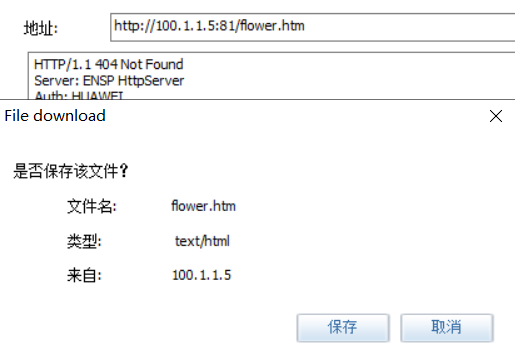 地址: http://100.1.1.5:81/flower.htm
HTTP/1.1 404 Not Found
Server: ENSP HttpServer
Auth: HUAWEI
File download
是否保存该文件?
文件名: flower.htm
类型: text/html
来自: 100.1.1.5
保存 取消